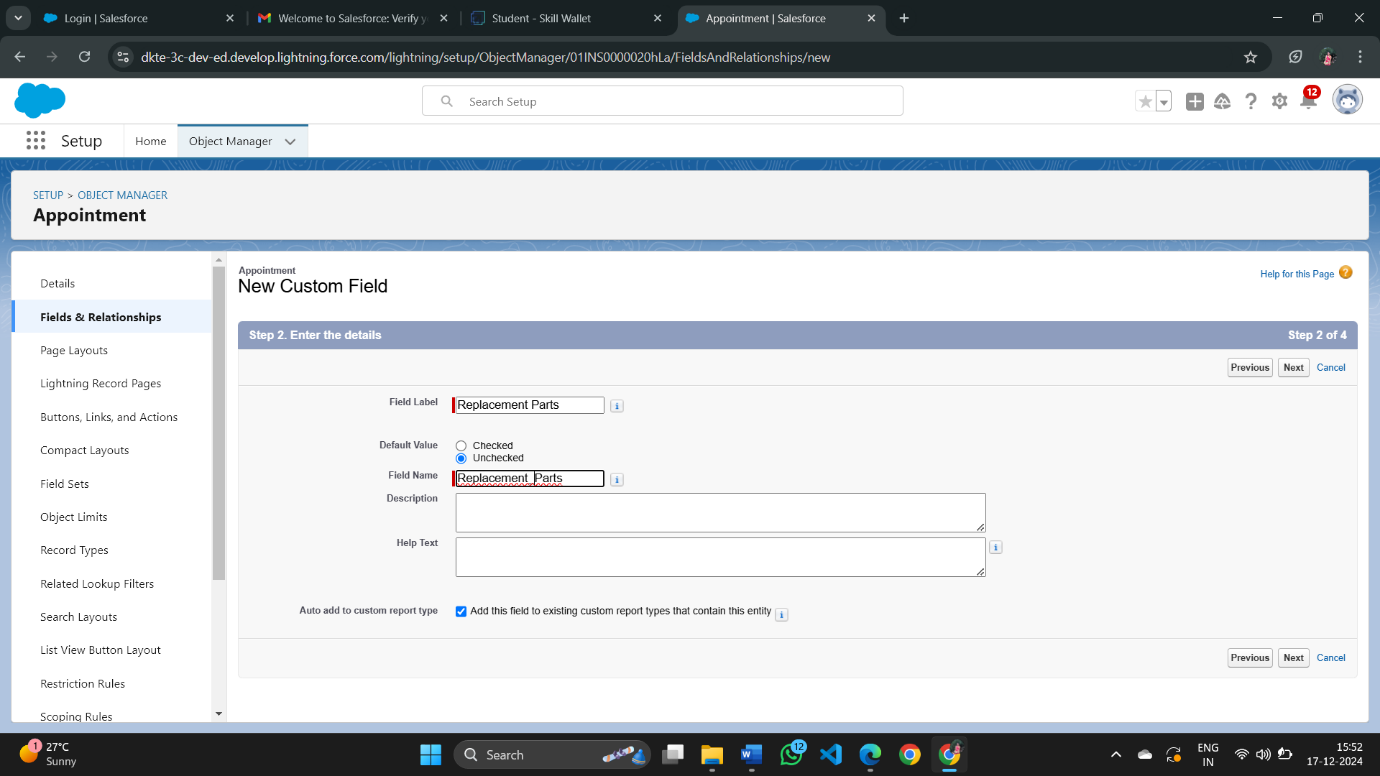 Login | Salesforce
Welcome to Salesforce: Verify y
Student - Skill Wallet
Appointment | Salesforce
dkte-3c-dev-ed.develop.lightning.force.com/lightning/setup/ObjectManager/01INS0000020hLa/FieldsAndRelationships/new
Search Setup
12
Setup
Home
Object Manager
SETUP > OBJECT MANAGER
Appointment
Details
Fields & Relationships
Page Layouts
Lightning Record Pages
Buttons, Links, and Actions
Compact Layouts
Field Sets
Object Limits
Record Types
Related Lookup Filters
Search Layouts
List View Button Layout
Restriction Rules
Scoping Rules
Appointment
New Custom Field
Help for this Page
Step 2. Enter the details
Step 2 of 4
Previous Next Cancel
Field Label Replacement Parts
Default Value Checked
Unchecked
Field Name Replacement_Parts
Description
Help Text
Auto add to custom report type Add this field to existing custom report types that contain this entity
Previous Next Cancel
1
27°C
Sunny
Search
12
ENG
IN
15:52
17-12-2024